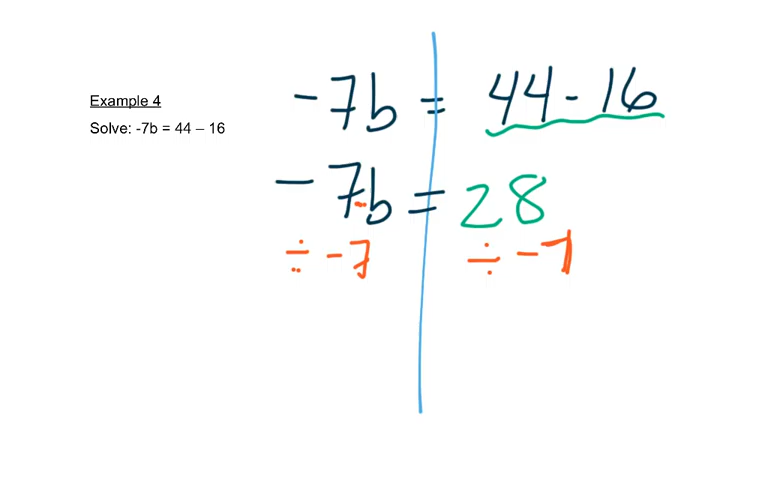 Example 4
Solve: -7b = 44 – 16
-7b = 44 - 16
-7b = 28
÷ -7 ÷ -7